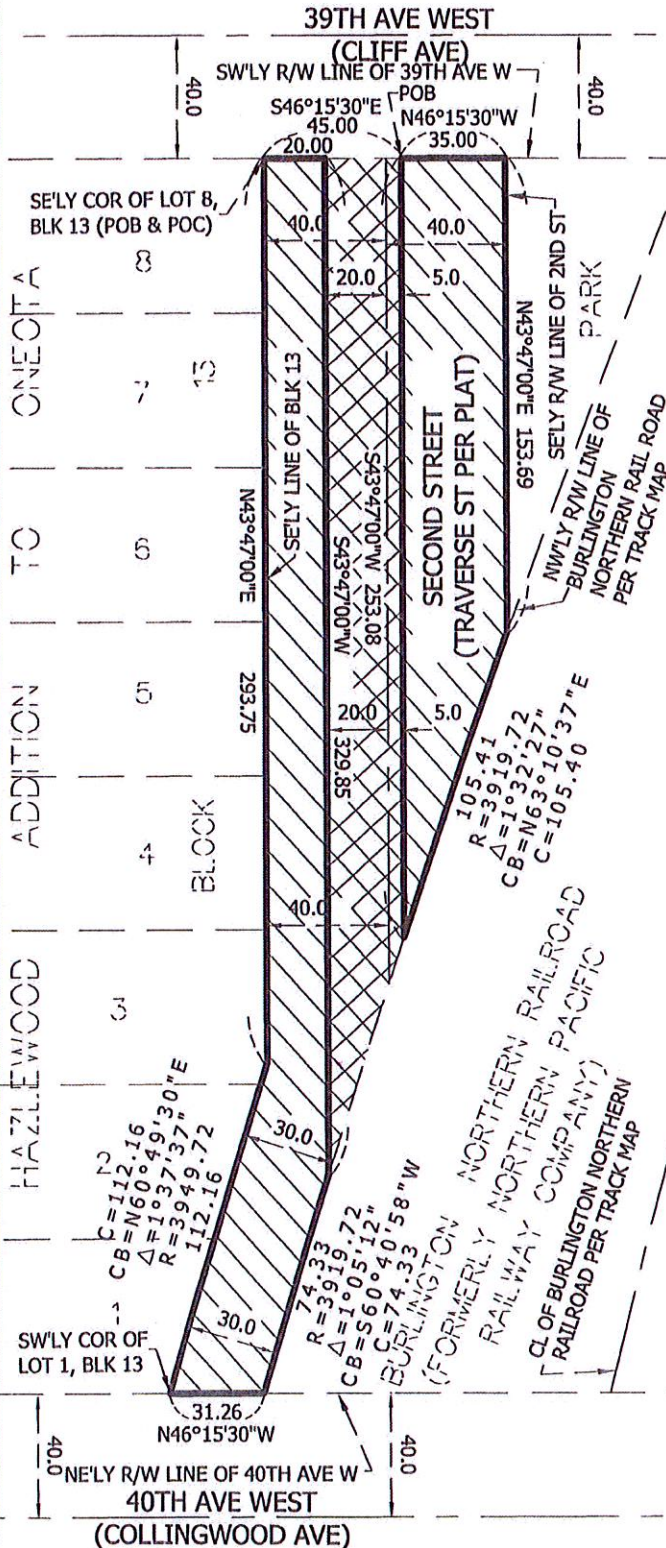 39TH AVE WEST
(CLIFF AVE)
40.0
40.0
SW'LY R/W LINE OF 39TH AVE W
POB
S46°15'30"E
45.00
20.00
N46°15'30"W
35.00
SE'LY COR OF LOT 8,
BLK 13 (POB & POC)
40.0
40.0
20.0
5.0
8
7
13
6
5
4
BLOCK
3
2
1
HAZLEWOOD ADDITION TO ONEOTA
PARK
SE'LY LINE OF BLK 13
N43°47'00"E
293.75
S43°47'00"W 253.08
S43°47'00"W
329.85
SECOND STREET
(TRAVERSE ST PER PLAT)
N43°47'00"E 153.69
SE'LY R/W LINE OF 2ND ST
NW'LY R/W LINE OF
BURLINGTON
NORTHERN RAIL ROAD
PER TRACK MAP
20.0
5.0
105.41
R=3919.72
△=1°32'27"
CB=N63°10'37"E
C=105.40
40.0
30.0
C=112.16
CB=N60°49'30"E
△=1°37'37"
R=3949.72
112.16
30.0
74.33
R=3919.72
△=1°05'12"
CB=S60°40'58"W
C=74.33
BURLINGTON NORTHERN RAILROAD
(FORMERLY NORTHERN PACIFIC
RAILWAY COMPANY)
CL OF BURLINGTON NORTHERN
RAILROAD PER TRACK MAP
SW'LY COR OF
LOT 1, BLK 13
31.26
N46°15'30"W
40.0
NE'LY R/W LINE OF 40TH AVE W
40.0
40TH AVE WEST
(COLLINGWOOD AVE)